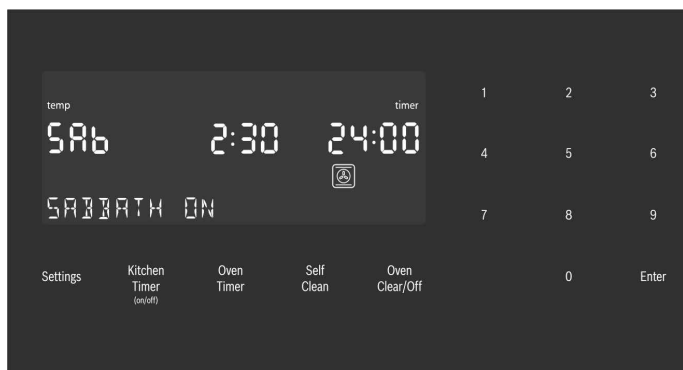 temp timer
SAb 2:30 24:00
SABBATH ON
Settings Kitchen Timer (on/off) Oven Timer Self Clean Oven Clear/Off
1 2 3
4 5 6
7 8 9
0 Enter